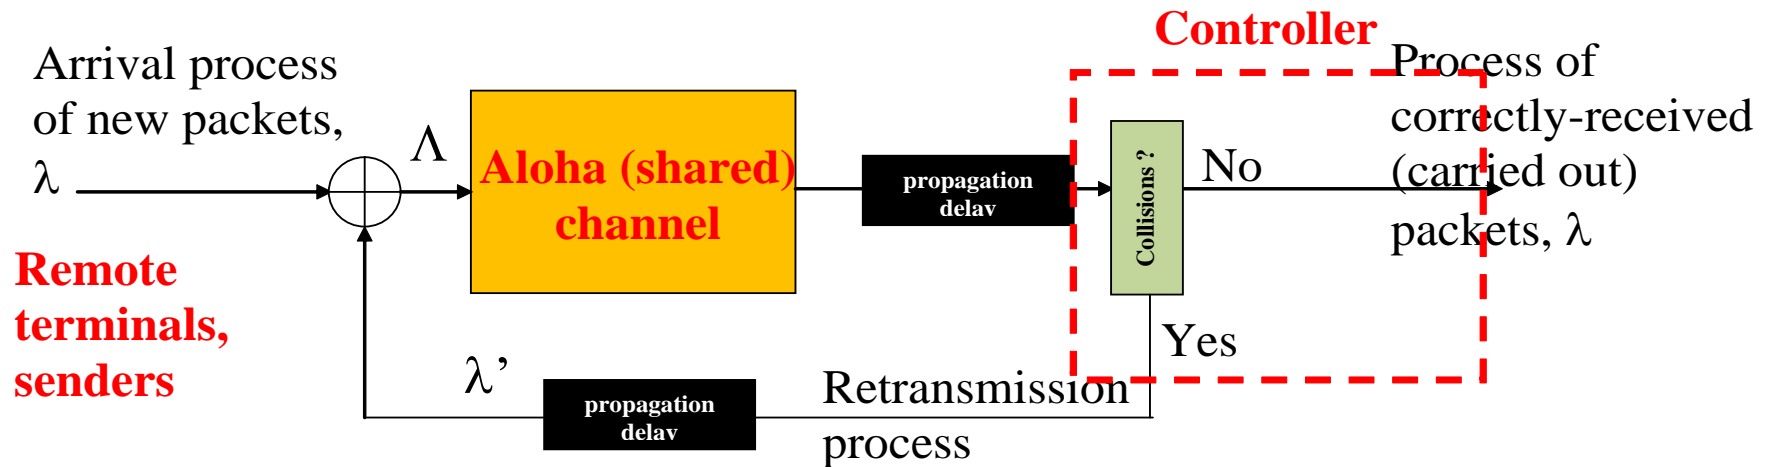 Controller
Arrival process
of new packets,
λ
Λ
Aloha (shared)
channel
propagation
delav
Collisions ?
No
Process of
correctly-received
(carried out)
packets, λ
Remote
terminals,
senders
Yes
λ’
propagation
delav
Retransmission
process